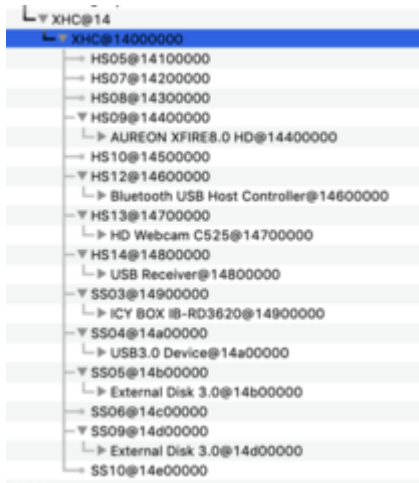 XHC@14
XHC@14000000
HS05@14100000
HS07@14200000
HS08@14300000
HS09@14400000
AUREON XFIRE8.0 HD@14400000
HS10@14500000
HS12@14600000
Bluetooth USB Host Controller@14600000
HS13@14700000
HD Webcam C525@14700000
HS14@14800000
USB Receiver@14800000
SS03@14900000
ICY BOX IB-RD3620@14900000
SS04@14a00000
USB3.0 Device@14a00000
SS05@14b00000
External Disk 3.0@14b00000
SS06@14c00000
SS09@14d00000
External Disk 3.0@14d00000
SS10@14e00000